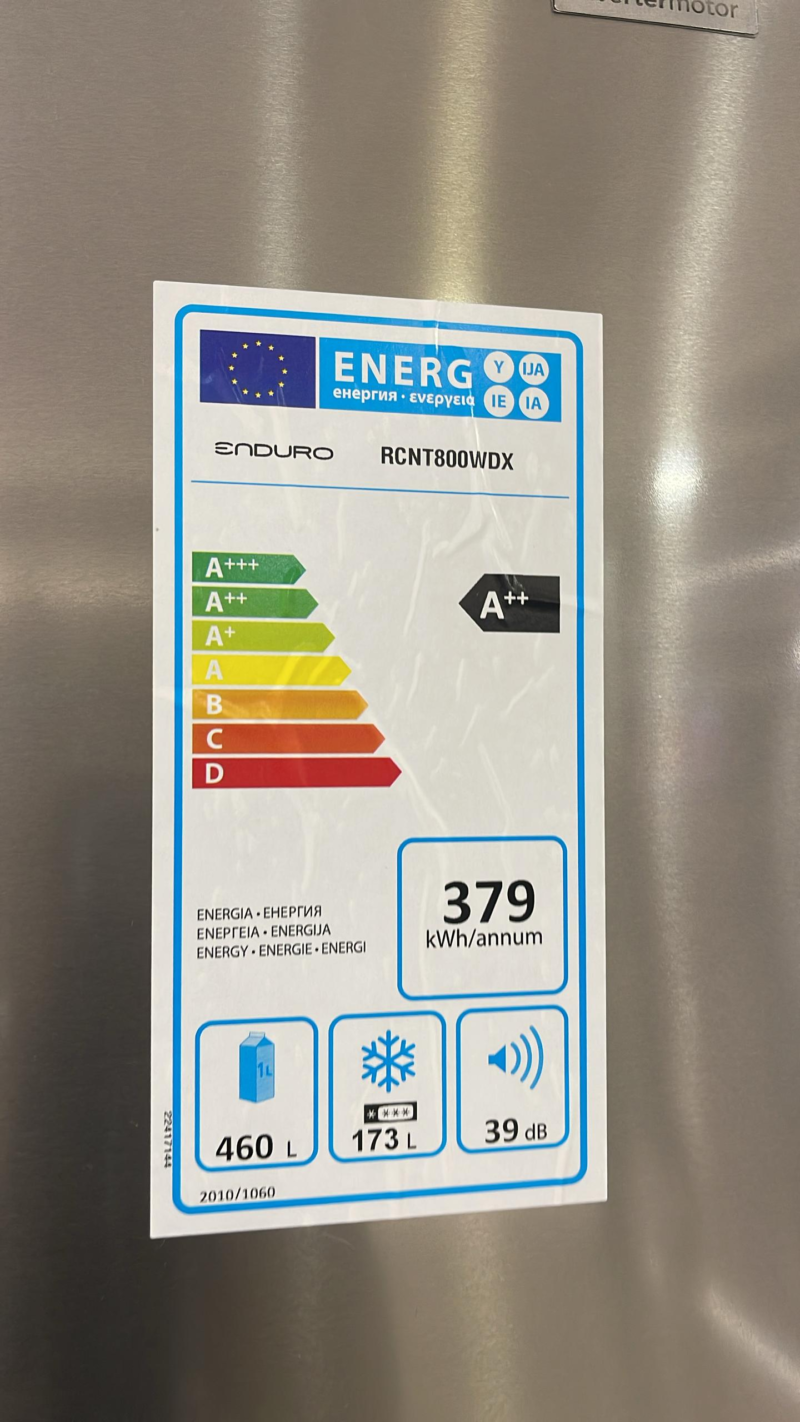 ENERG Y IJA
енергия · ενεργεια IE IA
ENDURO RCNT800WDX
A+++
A++
A++
A+
A
B
C
D
ENERGIA · ЕНЕРГИЯ
ΕΝΕΡΓΕΙΑ · ENERGIJA
ENERGY · ENERGIE · ENERGI
379
kWh/annum
1L
460 L
173 L
39 dB
22417144
2010/1060